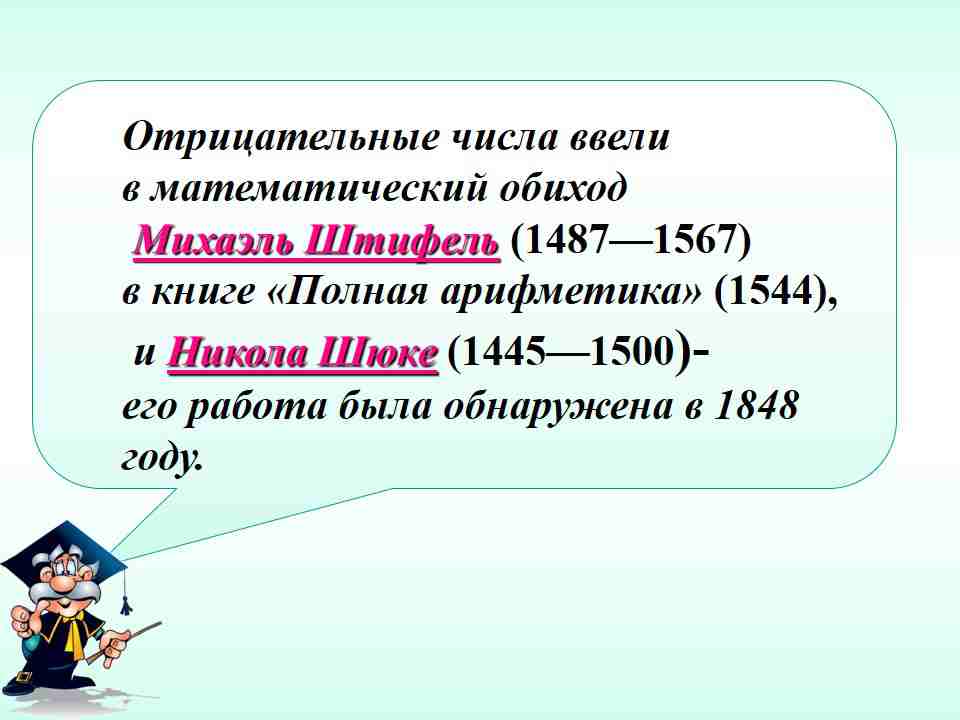 Отрицательные числа ввели
в математический обиход
Михаэль Штифель (1487—1567)
в книге «Полная арифметика» (1544),
и Никола Шюке (1445—1500)-
его работа была обнаружена в 1848
году.